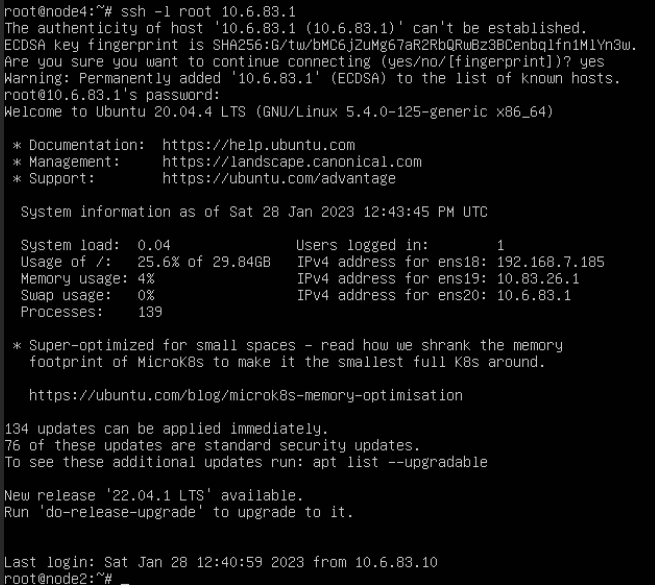 root@node4:~# ssh -l root 10.6.83.1
The authenticity of host '10.6.83.1 (10.6.83.1)' can't be established.
ECDSA key fingerprint is SHA256:G/tw/bMC6jZuMg67aR2RbQRwBz3BCenbqlfn1MlYn3w.
Are you sure you want to continue connecting (yes/no/[fingerprint])? yes
Warning: Permanently added '10.6.83.1' (ECDSA) to the list of known hosts.
root@10.6.83.1's password:
Welcome to Ubuntu 20.04.4 LTS (GNU/Linux 5.4.0-125-generic x86_64)
* Documentation:  https://help.ubuntu.com
* Management:     https://landscape.canonical.com
* Support:        https://ubuntu.com/advantage
System information as of Sat 28 Jan 2023 12:43:45 PM UTC
System load:  0.04               Users logged in:        1
Usage of /:   25.6% of 29.84GB   IPv4 address for ens18: 192.168.7.185
Memory usage: 4%                 IPv4 address for ens19: 10.83.26.1
Swap usage:   0%                 IPv4 address for ens20: 10.6.83.1
Processes:    139
* Super-optimized for small spaces - read how we shrank the memory
footprint of MicroK8s to make it the smallest full K8s around.
https://ubuntu.com/blog/microk8s-memory-optimisation
134 updates can be applied immediately.
76 of these updates are standard security updates.
To see these additional updates run: apt list --upgradable
New release '22.04.1 LTS' available.
Run 'do-release-upgrade' to upgrade to it.
Last login: Sat Jan 28 12:40:59 2023 from 10.6.83.10
root@node2:~# _